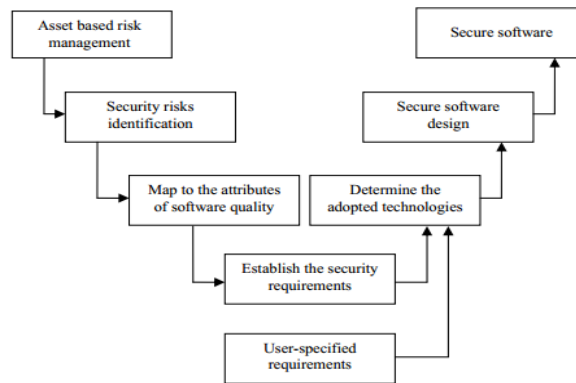 Asset based risk
management
Secure software
Security risks
identification
Secure software
design
Map to the attributes
of software quality
Determine the
adopted technologies
Establish the security
requirements
User-specified
requirements